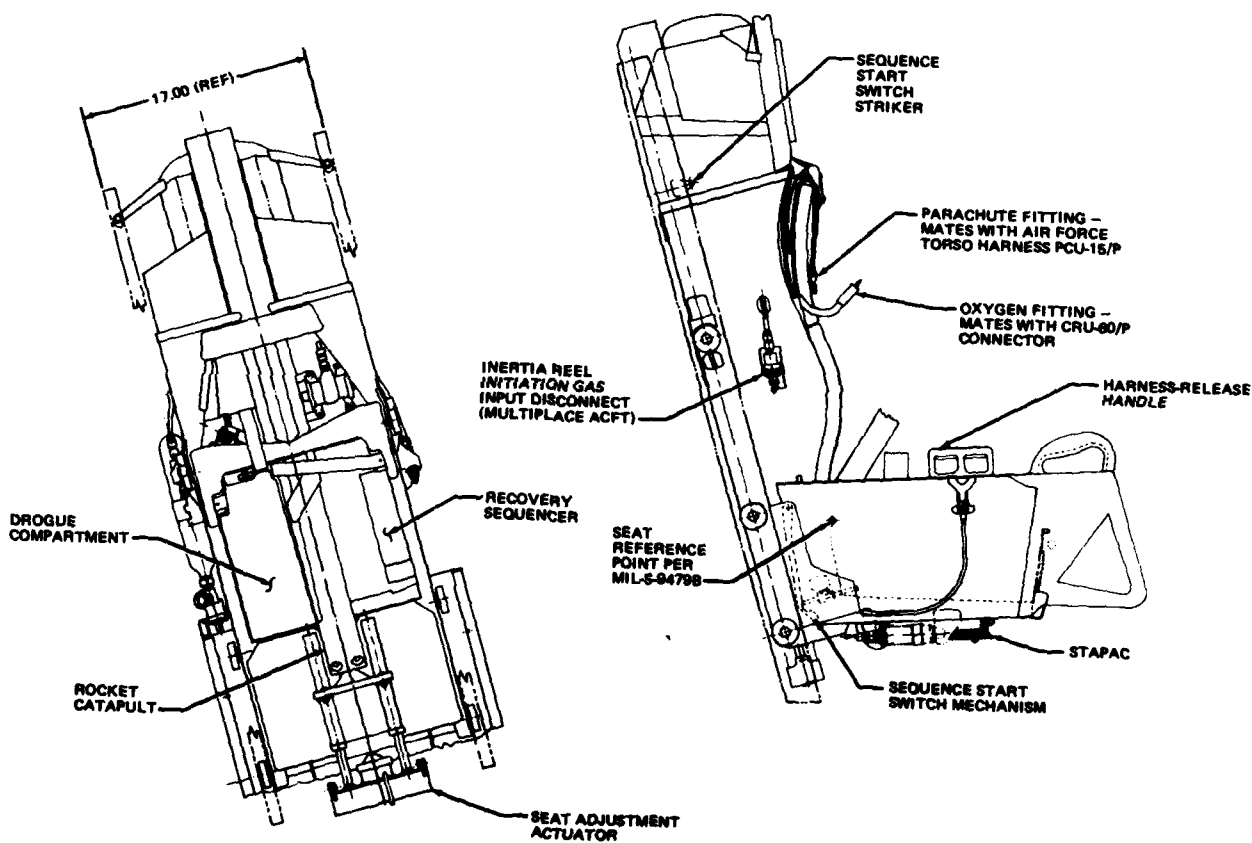 17.00 (REF)
DROGUE
COMPARTMENT
ROCKET
CATAPULT
RECOVERY
SEQUENCER
SEAT ADJUSTMENT
ACTUATOR
SEQUENCE
START
SWITCH
STRIKER
PARACHUTE FITTING –
MATES WITH AIR FORCE
TORSO HARNESS PCU-15/P
OXYGEN FITTING –
MATES WITH CRU-60/P
CONNECTOR
INERTIA REEL
INITIATION GAS
INPUT DISCONNECT
(MULTIPLACE ACFT)
HARNESS-RELEASE
HANDLE
SEAT
REFERENCE
POINT PER
MIL-S-9479B
STAPAC
SEQUENCE START
SWITCH MECHANISM